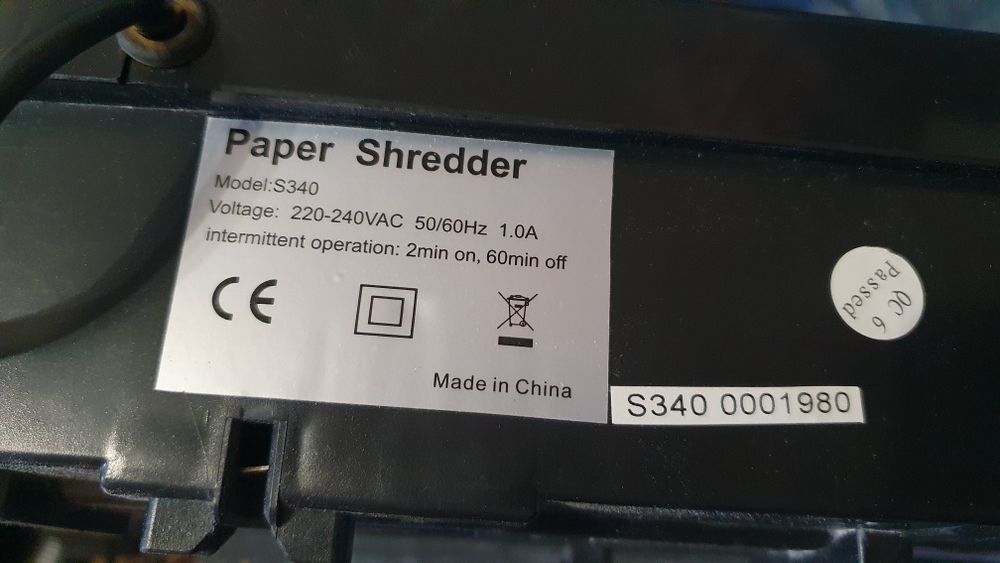 Paper Shredder
Model:S340
Voltage: 220-240VAC 50/60Hz 1.0A
intermittent operation: 2min on, 60min off
CE
Made in China
S340 0001980
QC 6
Passed